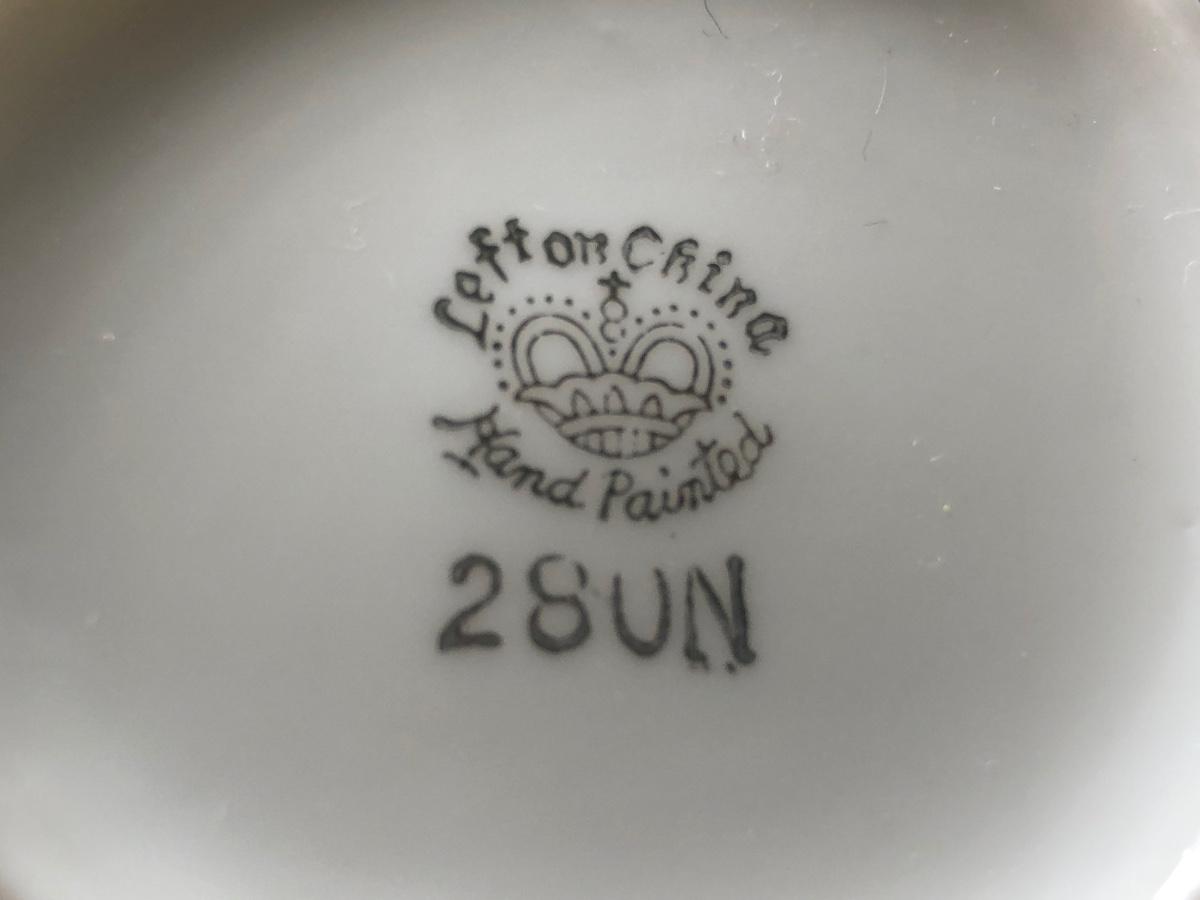 Lefton China
Hand Painted
28UN